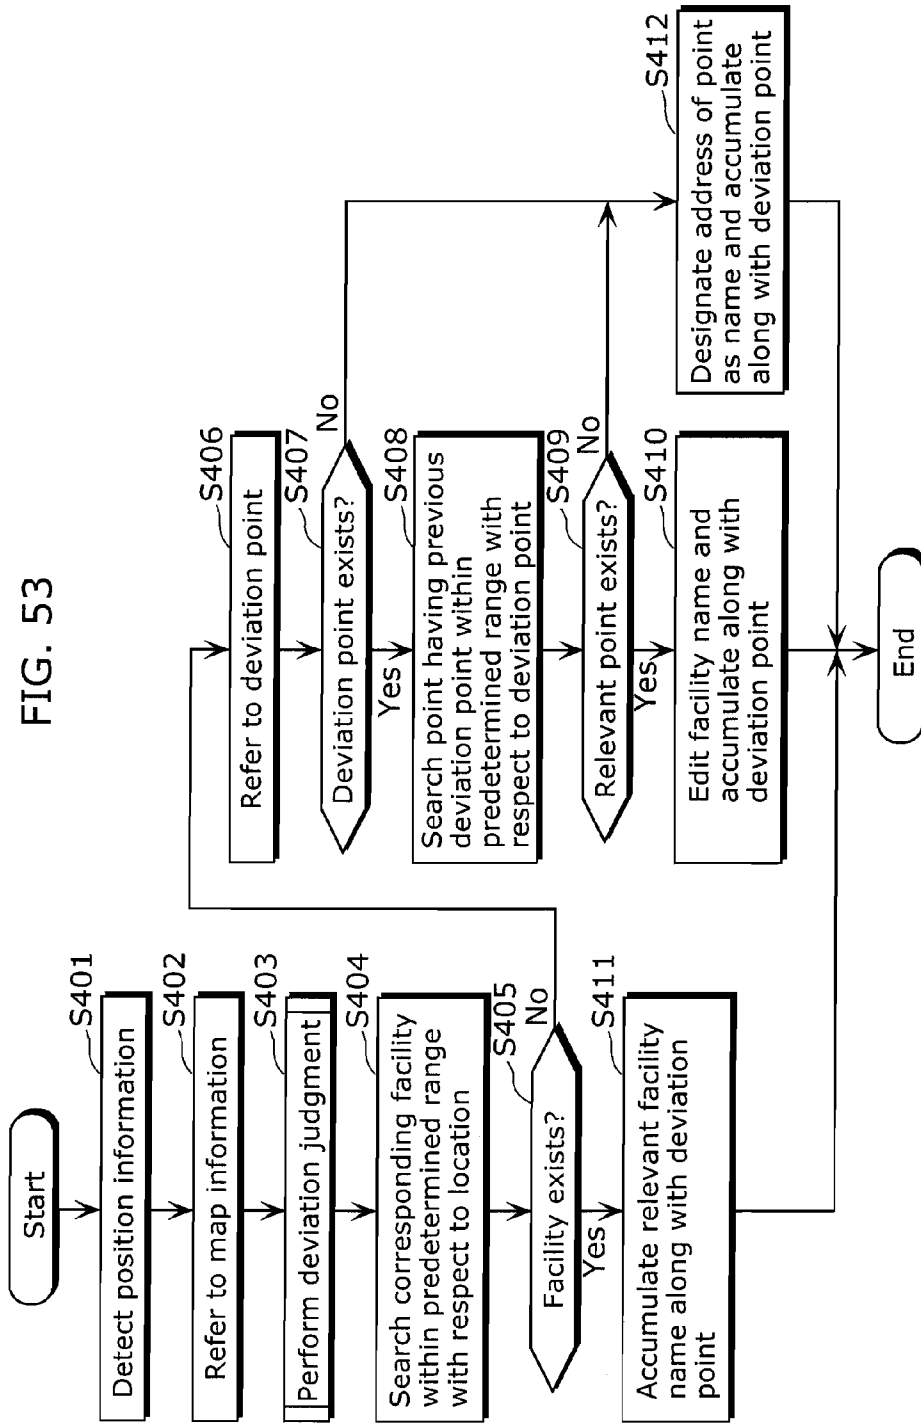 FIG. 53
Start
S401
Detect position information
S402
Refer to map information
S403
Perform deviation judgment
S404
Search corresponding facility
within predetermined range
with respect to location
S405
Facility exists?
No
Yes
S411
Accumulate relevant facility
name along with deviation
point
S406
Refer to deviation point
S407
Deviation point exists?
No
Yes
S408
Search point having previous
deviation point within
predetermined range with
respect to deviation point
S409
Relevant point exists?
No
Yes
S410
Edit facility name and
accumulate along with
deviation point
S412
Designate address of point
as name and accumulate
along with deviation point
End